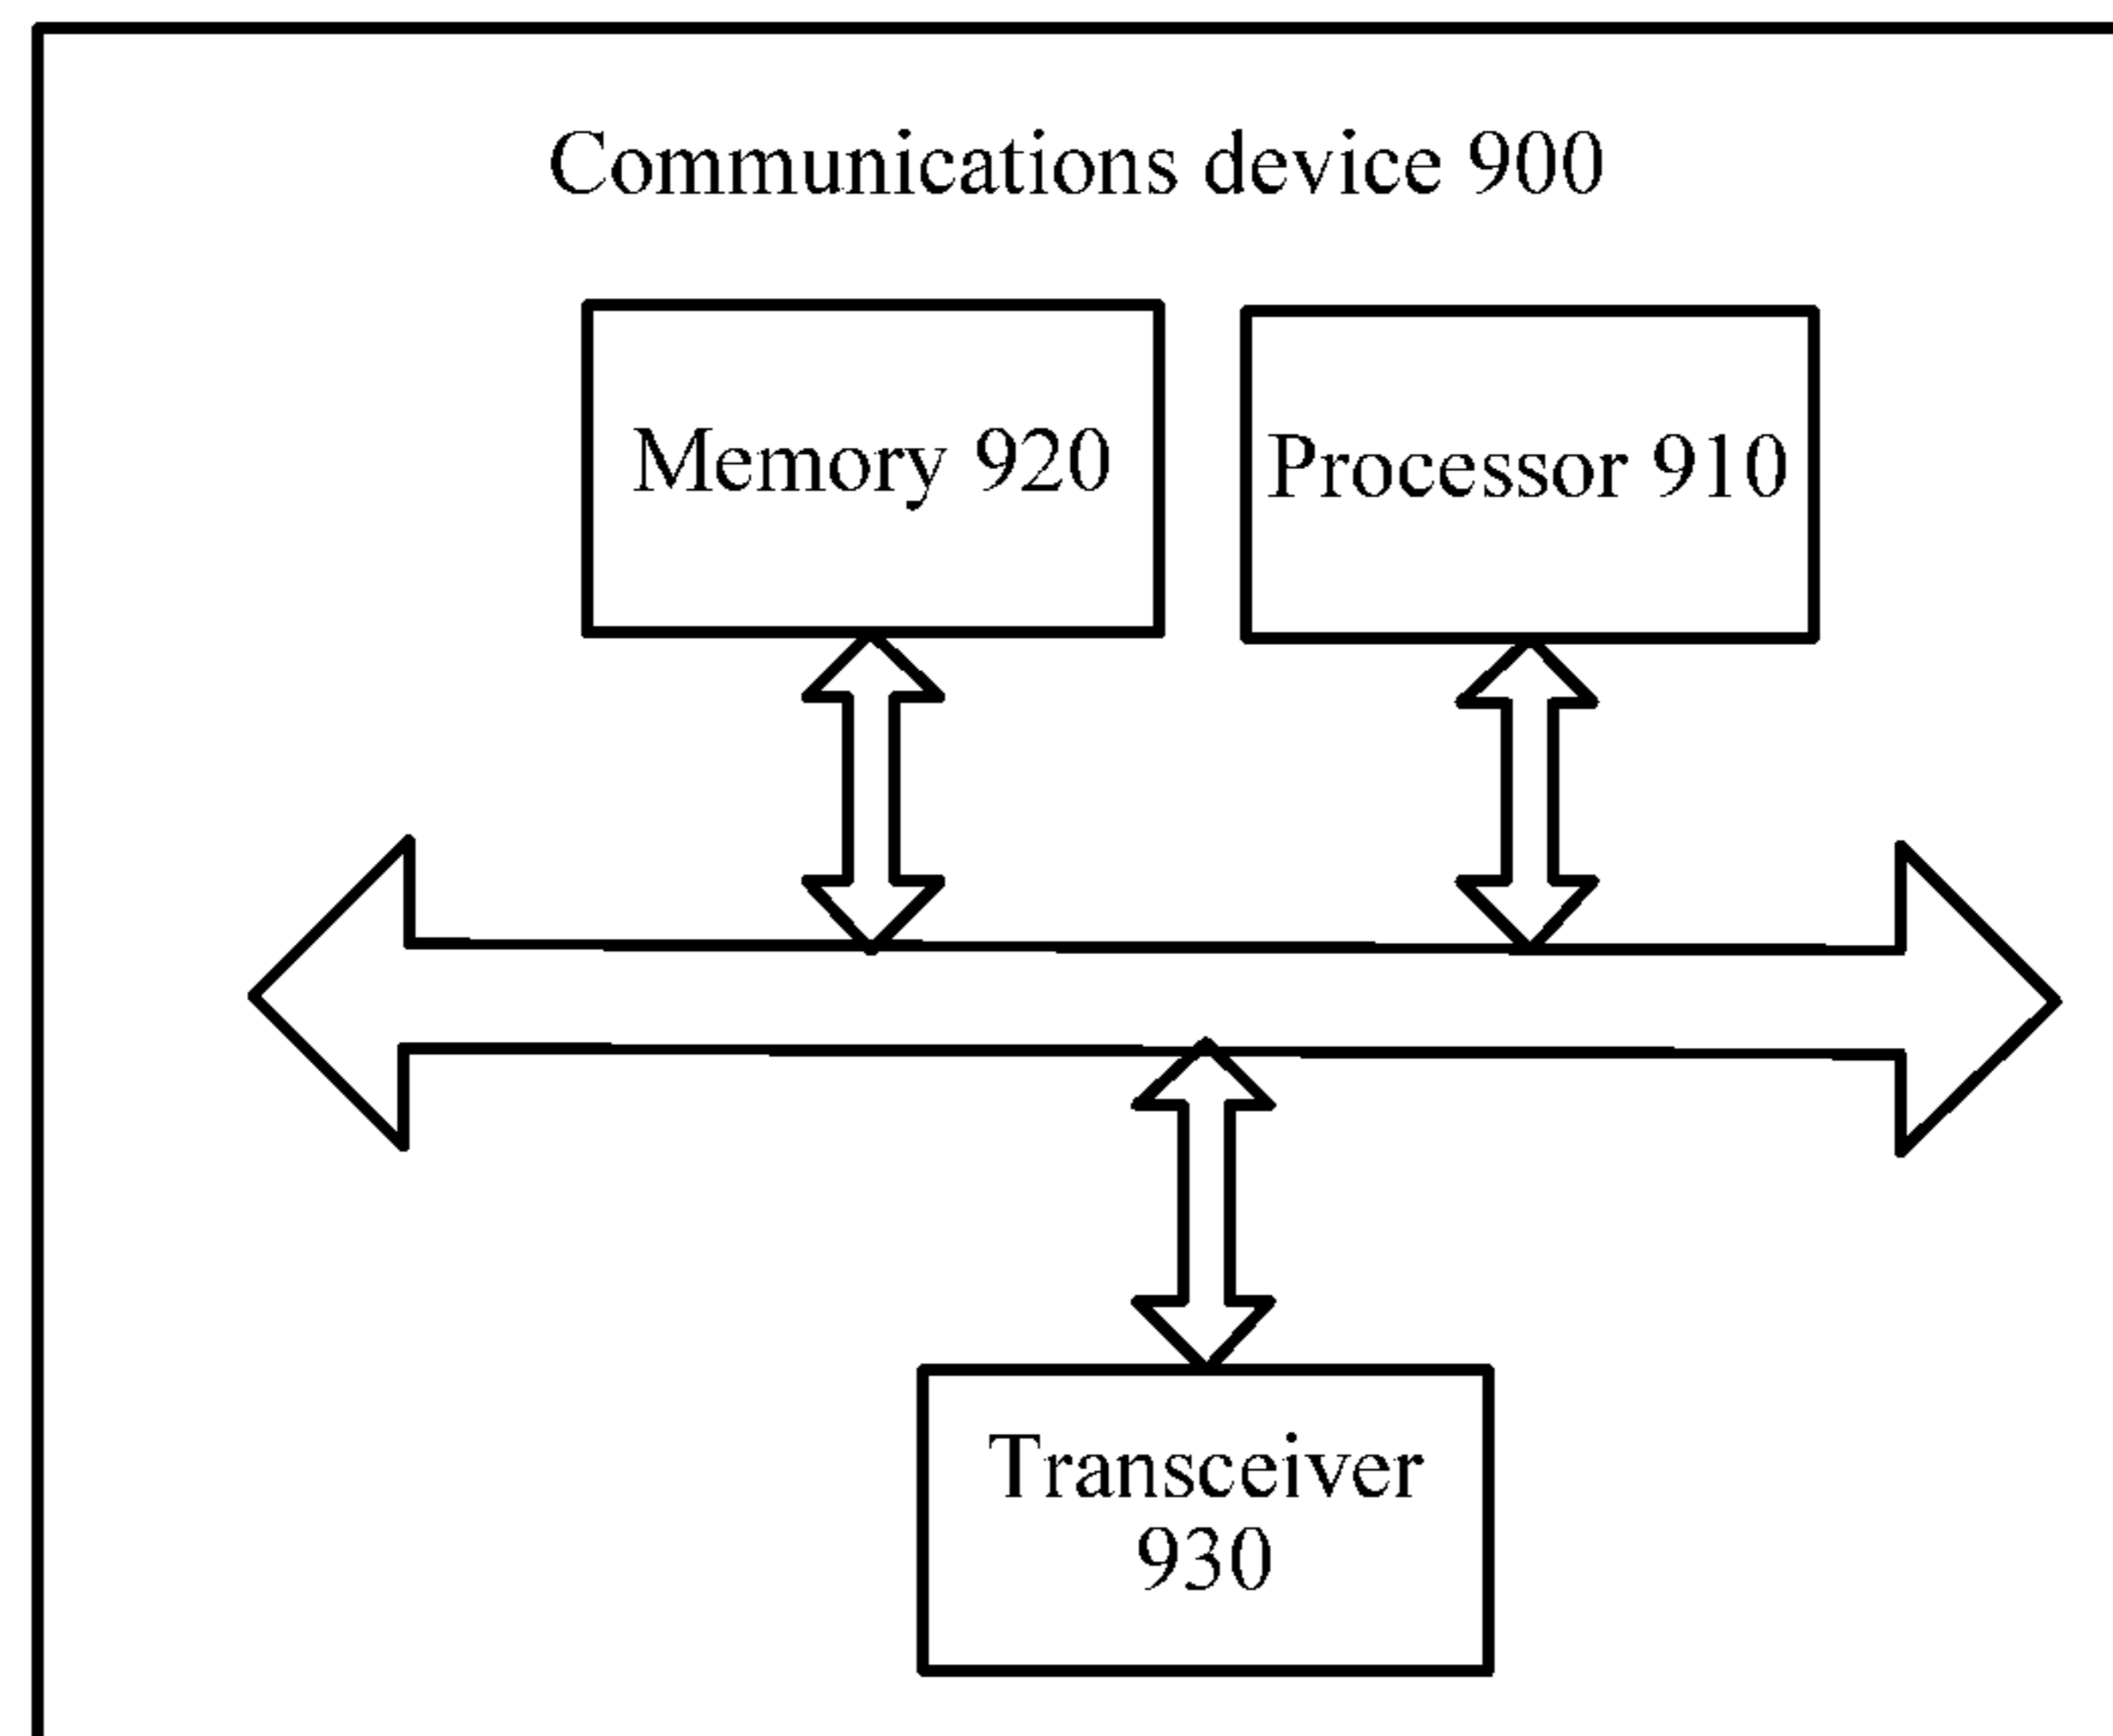 Communications device 900
Memory 920
Processor 910
Transceiver
930